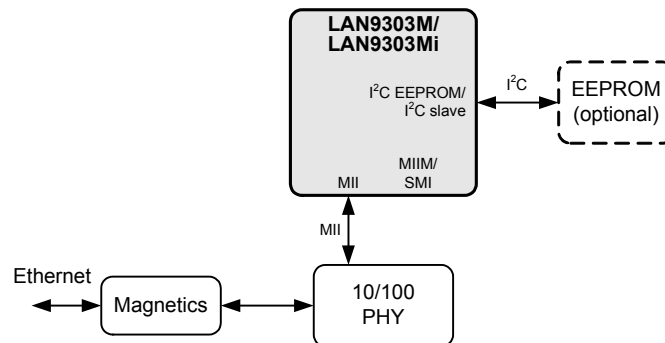 LAN9303M/
LAN9303Mi
I²C EEPROM/
I²C slave
I²C
EEPROM
(optional)
MII
MIIM/
SMI
MII
Ethernet
Magnetics
10/100
PHY